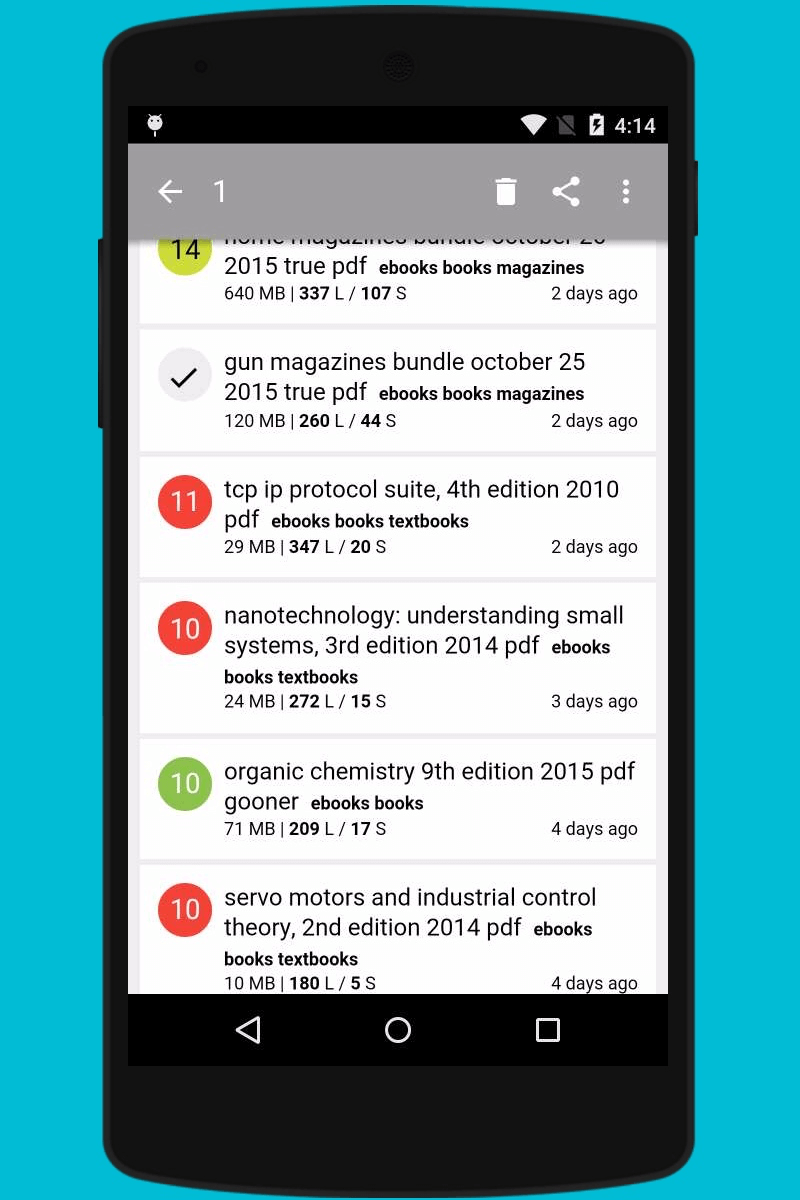 4:14
1
14
home magazines bundle october 26
2015 true pdf ebooks books magazines
640 MB | 337 L / 107 S 2 days ago
gun magazines bundle october 25
2015 true pdf ebooks books magazines
120 MB | 260 L / 44 S 2 days ago
11
tcp ip protocol suite, 4th edition 2010
pdf ebooks books textbooks
29 MB | 347 L / 20 S 2 days ago
10
nanotechnology: understanding small
systems, 3rd edition 2014 pdf ebooks
books textbooks
24 MB | 272 L / 15 S 3 days ago
10
organic chemistry 9th edition 2015 pdf
gooner ebooks books
71 MB | 209 L / 17 S 4 days ago
10
servo motors and industrial control
theory, 2nd edition 2014 pdf ebooks
books textbooks
10 MB | 180 L / 5 S 4 days ago